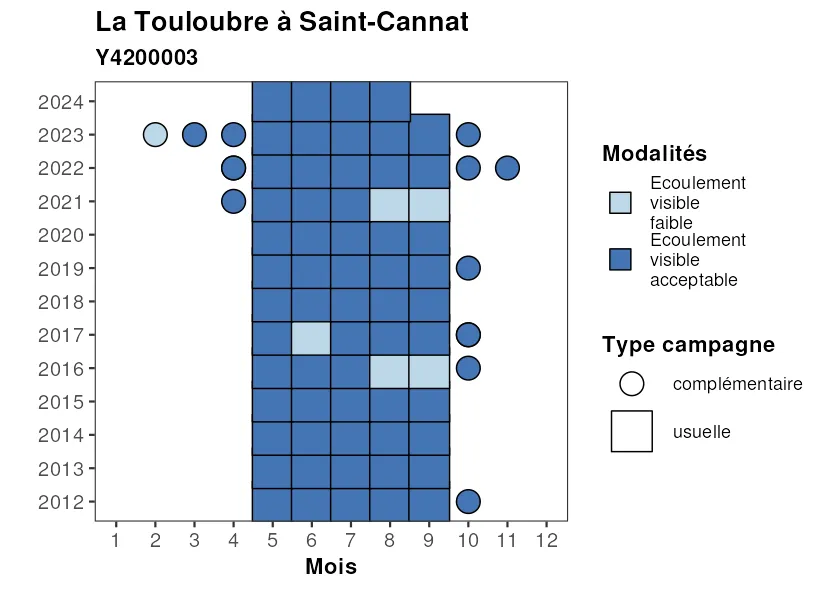 La Touloubre à Saint-Cannat
Y4200003
2024
2023
2022
2021
2020
2019
2018
2017
2016
2015
2014
2013
2012
1 2 3 4 5 6 7 8 9 10 11 12
Mois
Modalités
Ecoulement
visible
faible
Ecoulement
visible
acceptable
Type campagne
complémentaire
usuelle